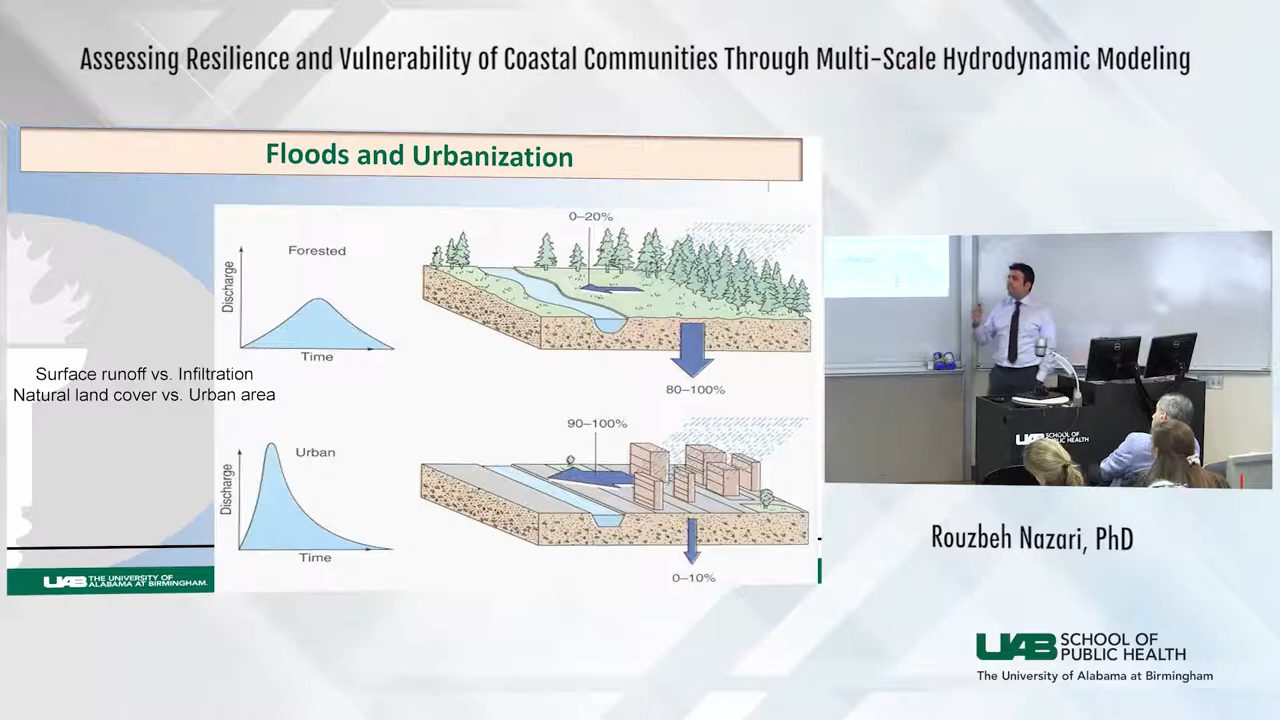 Assessing Resilience and Vulnerability of Coastal Communities Through Multi-Scale Hydrodynamic Modeling
Floods and Urbanization
0–20%
Forested
Discharge
Time
80–100%
Surface runoff vs. Infiltration
Natural land cover vs. Urban area
90–100%
Urban
Discharge
Time
0–10%
UAB THE UNIVERSITY OF
ALABAMA AT BIRMINGHAM.
UAB SCHOOL OF
PUBLIC HEALTH
Rouzbeh Nazari, PhD
UAB SCHOOL OF
PUBLIC HEALTH
The University of Alabama at Birmingham